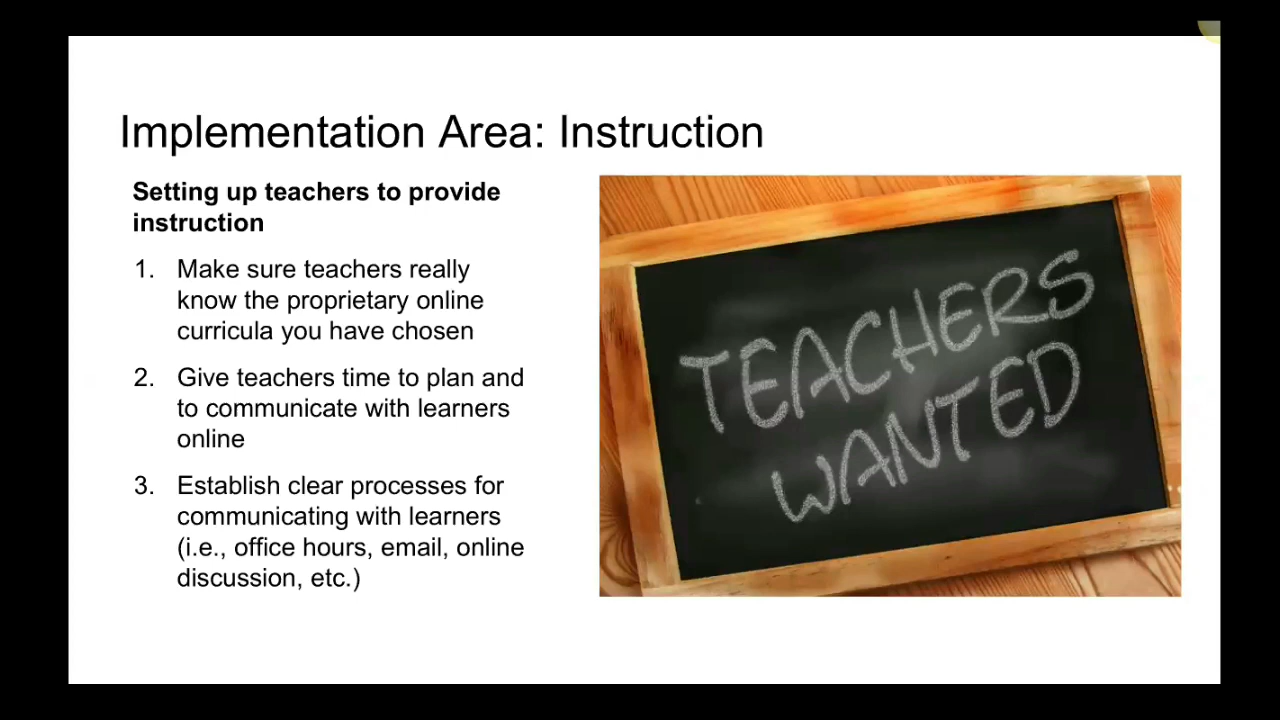 Implementation Area: Instruction
Setting up teachers to provide
instruction
1. Make sure teachers really
know the proprietary online
curricula you have chosen
2. Give teachers time to plan and
to communicate with learners
online
3. Establish clear processes for
communicating with learners
(i.e., office hours, email, online
discussion, etc.)
TEACHERS
WANTED